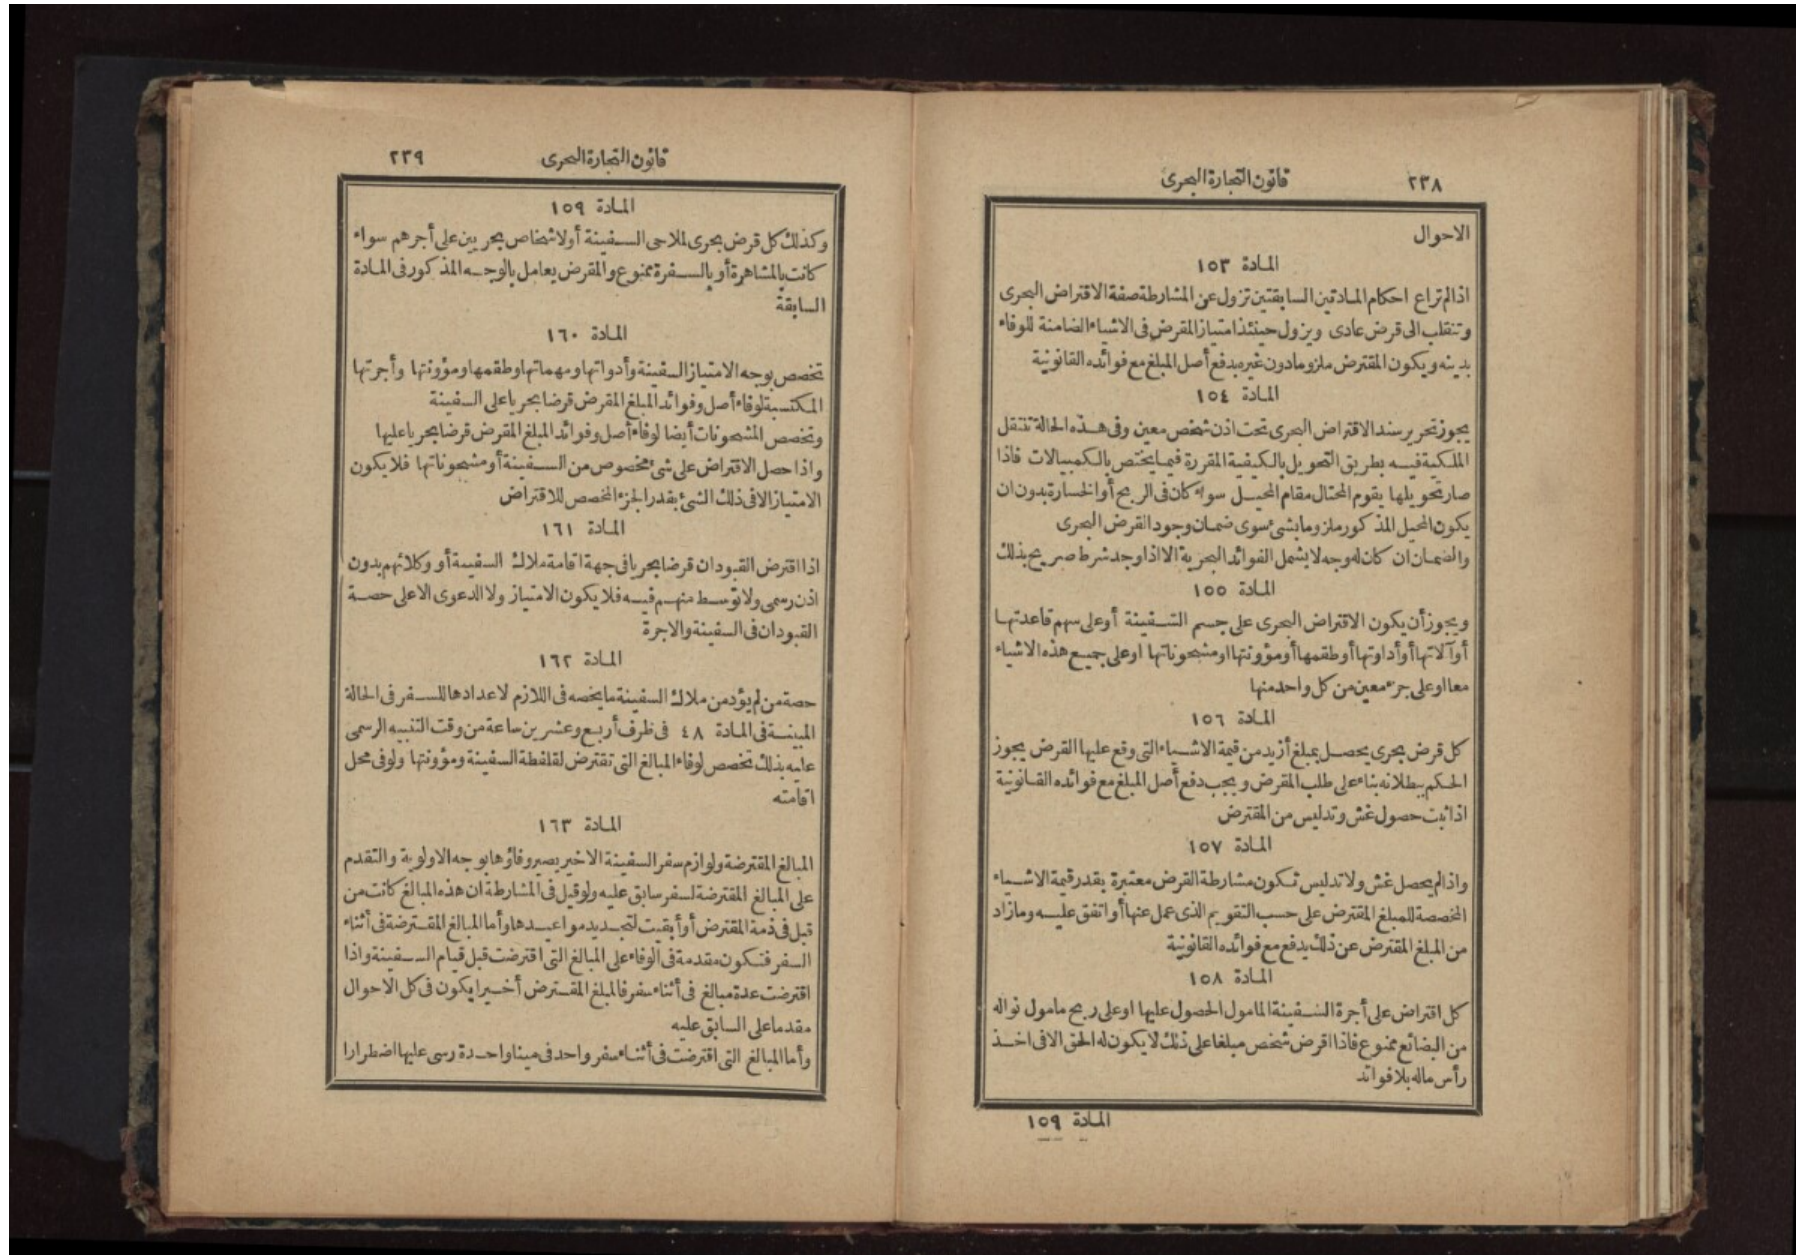 ٢٣٨
قانون التجارة البحرى
الاحوال
المادة ١٥٣
اذا لم تراع احكام المادتين السابقتين تزول عن المشارطة صفة الاقتراض البحرى
وتنقلب الى قرض عادى ويزول حينئذ امتياز المقرض فى الاشياء الضامنة للوفاء
بدينه ويكون المقترض ملزوما دون غيره بدفع أصل المبلغ مع فوائده القانونية
المادة ١٥٤
يجوز تحرير سند الاقتراض البحرى تحت اذن شخص معين وفى هذه الحالة تنتقل
الملكية فيه بطريق التحويل بالكيفية المقررة فيما يختص بالكمبيالات فاذا
صار تحويلها يقوم المحتال مقام المحيل سواء كان فى الربح أو الخسارة بدون ان
يكون المحيل المذكور ملزوما بشئ سوى ضمان وجود القرض البحرى
والضمان ان كان له وجه لا يشمل الفوائد البحرية الا اذا وجد شرط صريح بذلك
المادة ١٥٥
ويجوز أن يكون الاقتراض البحرى على جسم السفينة أو على سهم قاعدتها
أو آلاتها أو أداوتها أو طقمها أو مؤونتها او مشحوناتها او على جميع هذه الاشياء
معا او على جزء معين من كل واحد منها
المادة ١٥٦
كل قرض بحرى يحصل بمبلغ أزيد من قيمة الاشياء التى وقع عليها القرض يجوز
الحكم ببطلانه بناء على طلب المقرض ويجب دفع أصل المبلغ مع فوائده القانونية
اذا ثبت حصول غش وتدليس من المقترض
المادة ١٥٧
واذا لم يحصل غش ولا تدليس تكون مشارطة القرض معتبرة بقدر قيمة الاشياء
المخصصة للمبلغ المقترض على حسب التقويم الذى عمل عنها أو اتفق عليه وما زاد
من المبلغ المقترض عن ذلك يدفع مع فوائده القانونية
المادة ١٥٨
كل اقتراض على أجرة السفينة المامول الحصول عليها او على ربح مامول نواله
من البضائع ممنوع فاذا اقرض شخص مبلغا على ذلك لا يكون له الحق الا فى اخذ
رأس ماله بلا فوائد
المادة ١٥٩
قانون التجارة البحرى
٢٣٩
المادة ١٥٩
وكذلك كل قرض بحرى لملاحى السفينة أو لاشخاص بحريين على أجرهم سواء
كانت بالمشاهرة أو بالسفرة ممنوع والمقرض يعامل بالوجه المذكور فى المادة
السابقة
المادة ١٦٠
تخصص بوجه الامتياز السفينة وأدواتها ومهماتها وطقمها ومؤونتها وأجرتها
المكتسبة لوفاء أصل وفوائد المبلغ المقرض قرضا بحريا على السفينة
وتخصص المشحونات أيضا لوفاء أصل وفوائد المبلغ المقرض قرضا بحريا عليها
واذا حصل الاقتراض على شئ مخصوص من السفينة أو مشحوناتها فلا يكون
الامتياز الا فى ذلك الشئ بقدر الجزء المخصص للاقتراض
المادة ١٦١
اذا اقترض القبودان قرضا بحريا فى جهة اقامة ملاك السفينة أو وكلائهم بدون
اذن رسمى ولا توسط منهم فيه فلا يكون الامتياز ولا الدعوى الا على حصة
القبودان فى السفينة والاجرة
المادة ١٦٢
حصة من لم يؤد من ملاك السفينة ما يخصه فى اللازم لاعدادها للسفر فى الحالة
المبينة فى المادة ٤٨ فى ظرف أربع وعشرين ساعة من وقت التنبيه الرسمى
عليه بذلك تخصص لوفاء المبالغ التى تقترض لقلفطة السفينة ومؤونتها ولو فى محل
اقامته
المادة ١٦٣
المبالغ المقترضة ولوازم سفر السفينة الاخير يصير وفاؤها بوجه الاولوية والتقدم
على المبالغ المقترضة لسفر سابق عليه ولو قيل فى المشارطة ان هذه المبالغ كانت من
قبل فى ذمة المقترض أو أبقيت لتجديد مواعيدها وأما المبالغ المقترضة فى أثناء
السفر فتكون مقدمة فى الوفاء على المبالغ التى اقترضت قبل قيام السفينة واذا
اقترضت عدة مبالغ فى أثناء سفر فالمبلغ المقترض أخيرا يكون فى كل الاحوال
مقدما على السابق عليه
وأما المبالغ التى اقترضت فى أثناء سفر واحد فى مينا واحدة رسى عليها اضطرارا